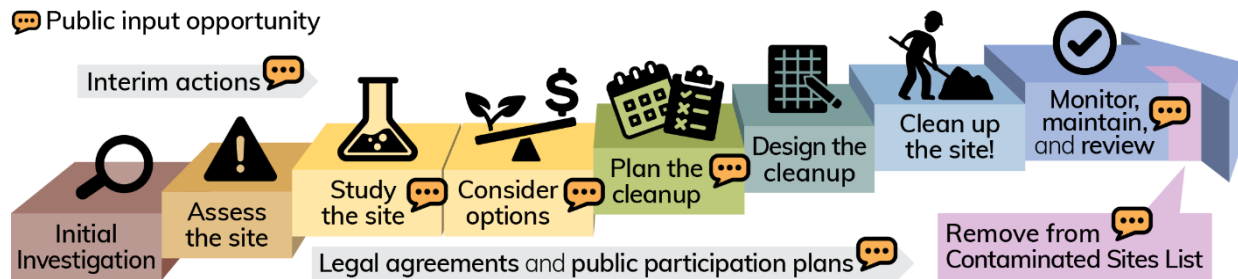 Public input opportunity
Interim actions
Initial
Investigation
Assess
the site
Study
the site
Consider
options
$
Plan the
cleanup
Design the
cleanup
Clean up
the site!
Monitor,
maintain,
and review
Legal agreements and public participation plans
Remove from
Contaminated Sites List